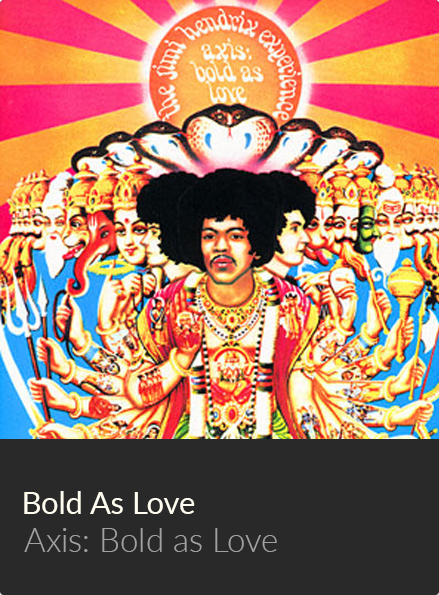 the jimi hendrix experience
axis:
bold as
love
Bold As Love
Axis: Bold as Love